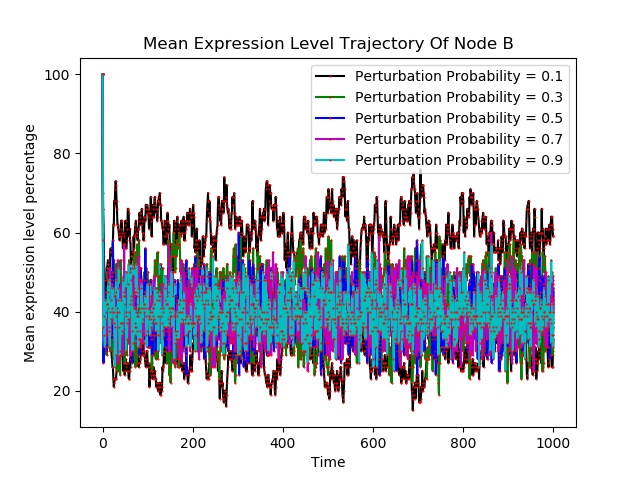 Mean Expression Level Trajectory Of Node B
Mean expression level percentage
100
80
60
40
20
Perturbation Probability = 0.1
Perturbation Probability = 0.3
Perturbation Probability = 0.5
Perturbation Probability = 0.7
Perturbation Probability = 0.9
0
200
400
600
800
1000
Time